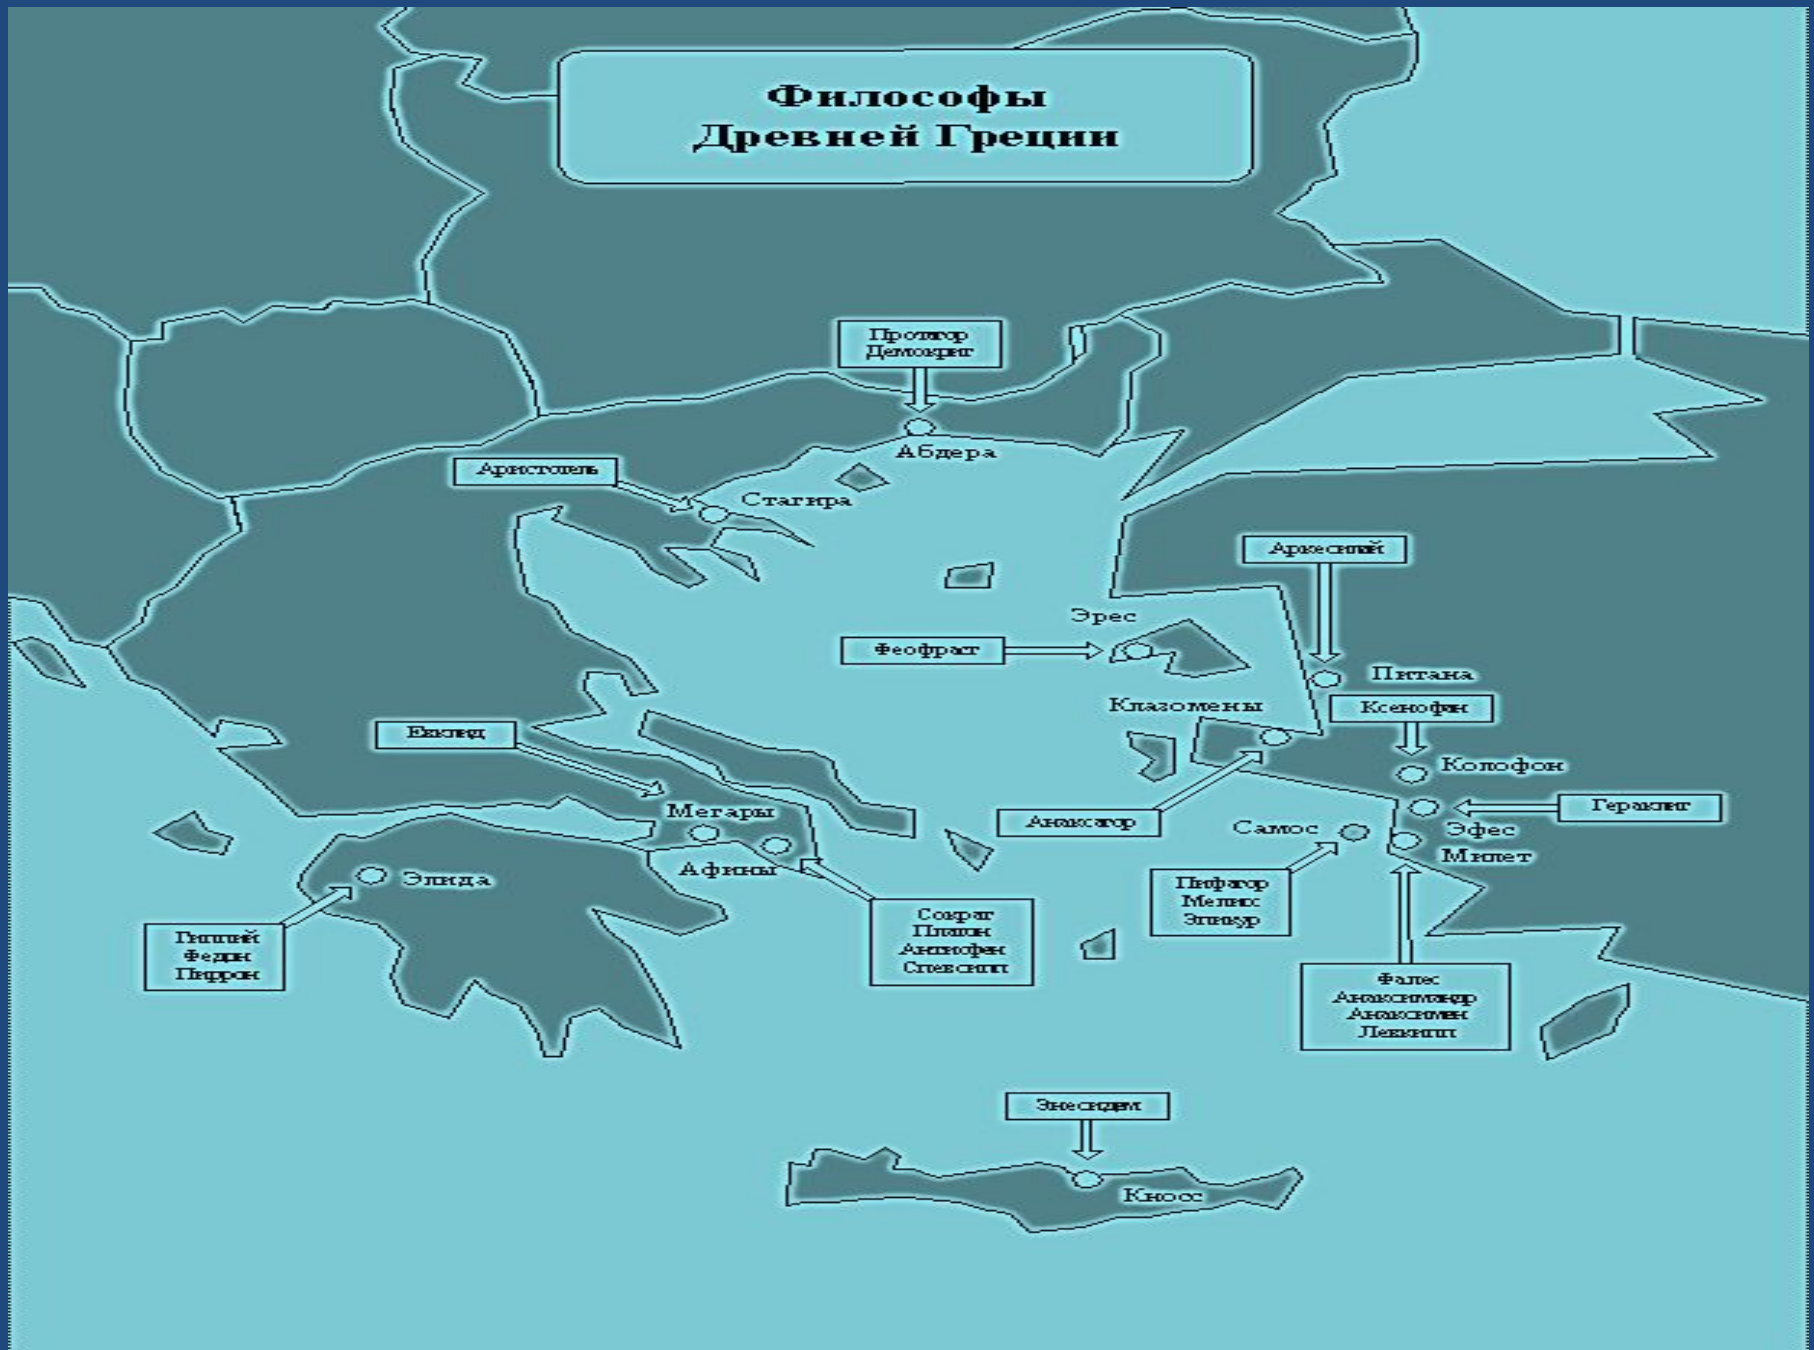 Философы
Древней Греции
Протагор
Демокрит
Абдера
Аристотель
Стагира
Аркесилай
Эрес
Феофраст
Питана
Клазомены
Ксенофан
Евклид
Колофон
Мегары
Анаксагор
Гераклит
Самос
Эфес
Милет
Афины
Элида
Пифагор
Мелисс
Эпикур
Сократ
Платон
Антисфен
Спевсипп
Гиппий
Федон
Пиррон
Фалес
Анаксимандр
Анаксимен
Левкипп
Энесидем
Кносс